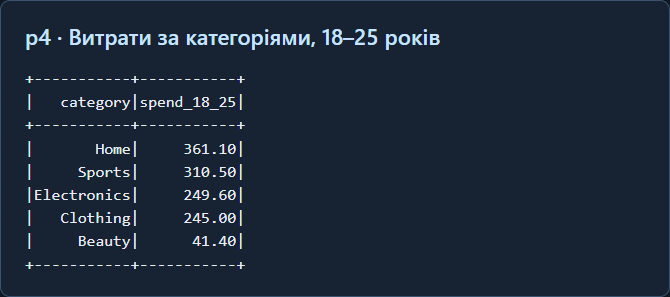 p4 · Витрати за категоріями, 18–25 років
+-----------+-----------+
|   category|spend_18_25|
+-----------+-----------+
|       Home|     361.10|
|     Sports|     310.50|
|Electronics|     249.60|
|   Clothing|     245.00|
|     Beauty|      41.40|
+-----------+-----------+